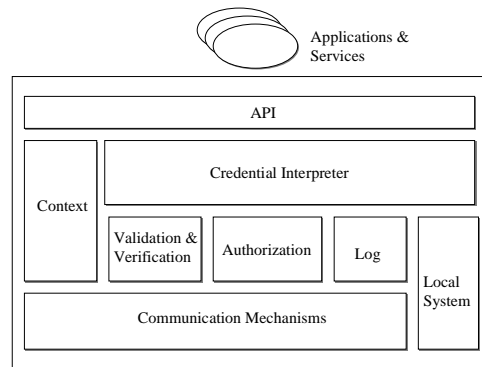 Applications &
Services
API
Credential Interpreter
Context
Validation &
Verification
Authorization
Log
Local
System
Communication Mechanisms